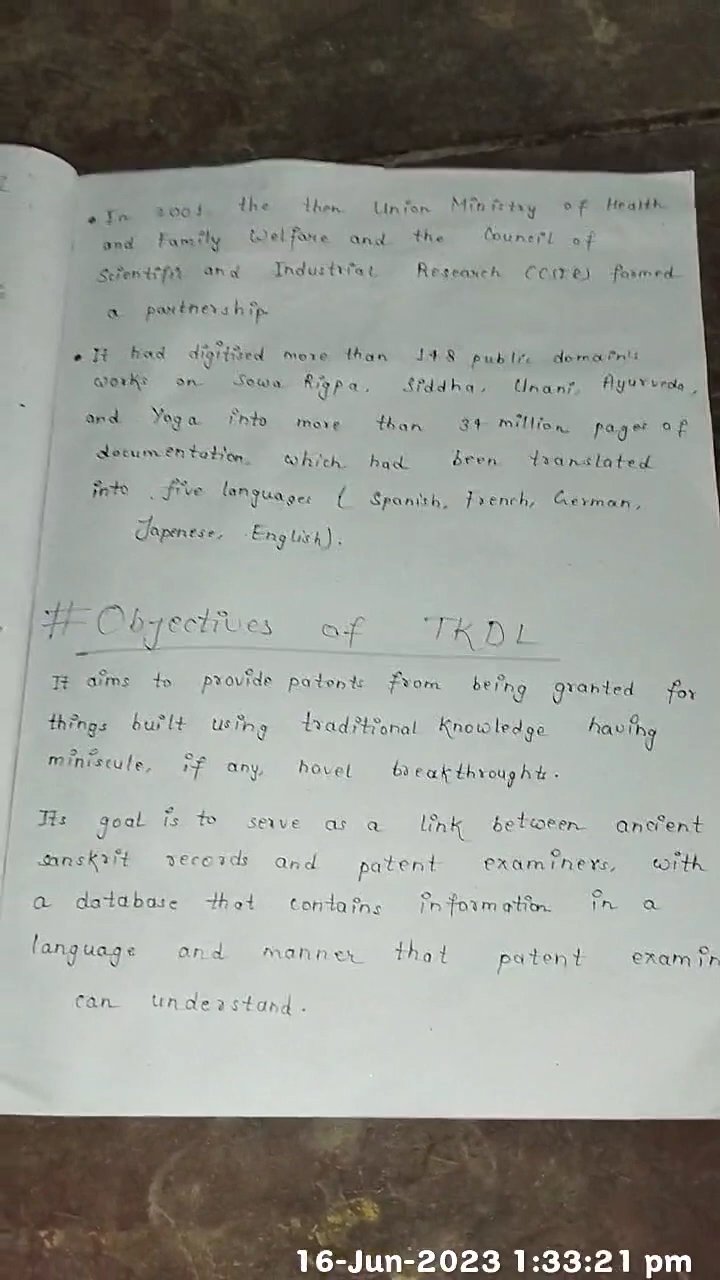 • In 2001 the then Union Ministry of Health
and Family Welfare and the Council of
Scientific and Industrial Research (CSIR) formed
a partnership
• It had digitised more than 148 public domain's
works on Sowa Rigpa, Siddha, Unani, Ayurveda,
and Yoga into more than 34 million pages of
documentation, which had been translated
into five languages ( Spanish, French, German,
Japenese, English).
# Objectives of TKDL
It aims to provide patents from being granted for
things built using traditional knowledge having
miniscule, if any, novel breakthroughts.
Its goal is to serve as a link between ancient
sanskrit records and patent examiners, with
a database that contains information in a
language and manner that patent examin
can understand.
16-Jun-2023 1:33:21 pm